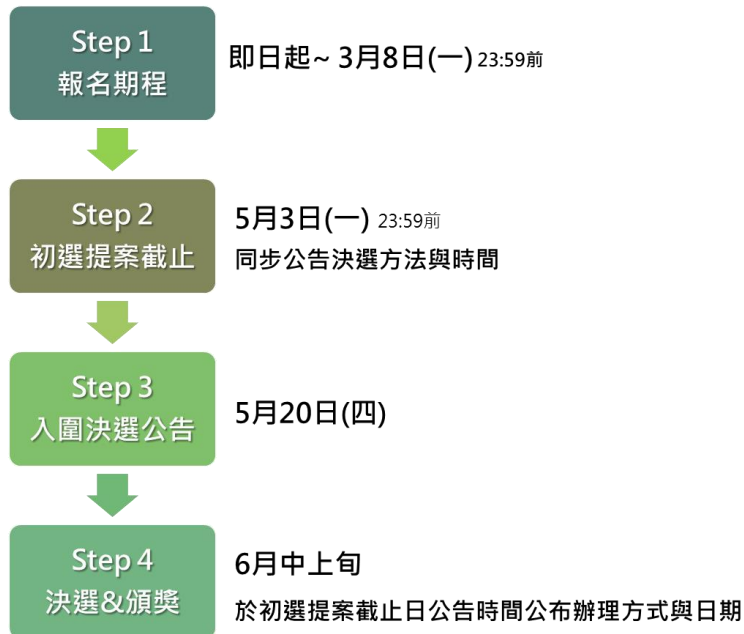 Step 1
報名期程
即日起~ 3月8日(一) 23:59前
Step 2
初選提案截止
5月3日(一) 23:59前
同步公告決選方法與時間
Step 3
入圍決選公告
5月20日(四)
Step 4
決選&頒獎
6月中上旬
於初選提案截止日公告時間公布辦理方式與日期